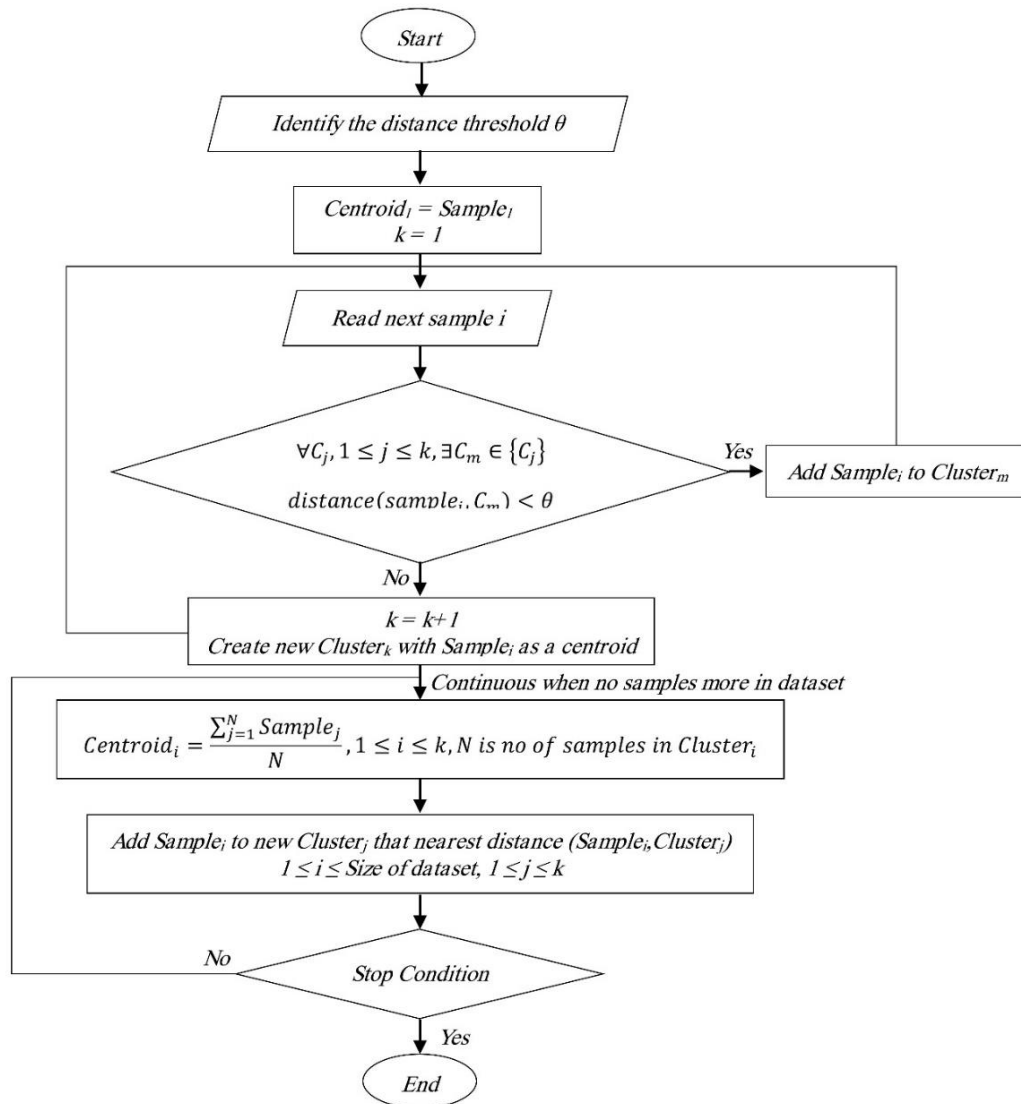 Start
Identify the distance threshold θ
Centroid₁ = Sample₁
k = 1
Read next sample i
∀Cⱼ, 1 ≤ j ≤ k, ∃Cₘ ∈ {Cⱼ}
Yes
Add Sampleᵢ to Clusterₘ
distance(sampleᵢ, Cₘ) < θ
No
k = k+1
Create new Clusterₖ with Sampleᵢ as a centroid
Continuous when no samples more in dataset
Centroidᵢ = ∑ⱼ₌₁ᴺ Sampleⱼ / N, 1 ≤ i ≤ k, N is no of samples in Clusterᵢ
Add Sampleᵢ to new Clusterⱼ that nearest distance (Sampleᵢ,Clusterⱼ)
1 ≤ i ≤ Size of dataset, 1 ≤ j ≤ k
No
Stop Condition
Yes
End